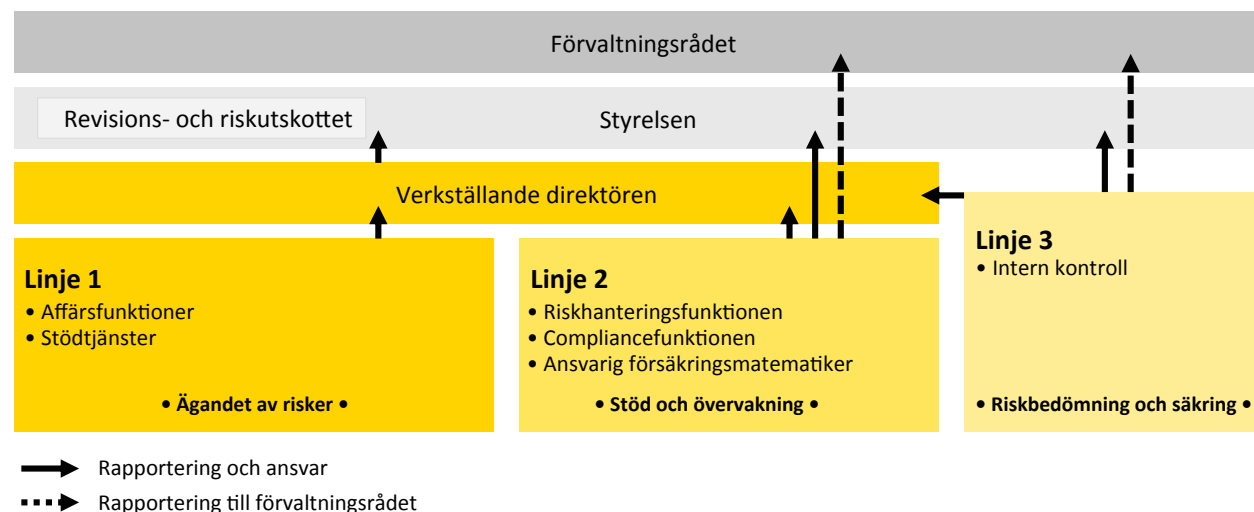 Förvaltningsrådet
Revisions- och riskutskottet
Styrelsen
Verkställande direktören
Linje 1
• Affärsfunktioner
• Stödtjänster
• Ägandet av risker •
Linje 2
• Riskhanteringsfunktionen
• Compliancefunktionen
• Ansvarig försäkringsmatematiker
• Stöd och övervakning •
Linje 3
• Intern kontroll
• Riskbedömning och säkring •
Rapportering och ansvar
Rapportering till förvaltningsrådet